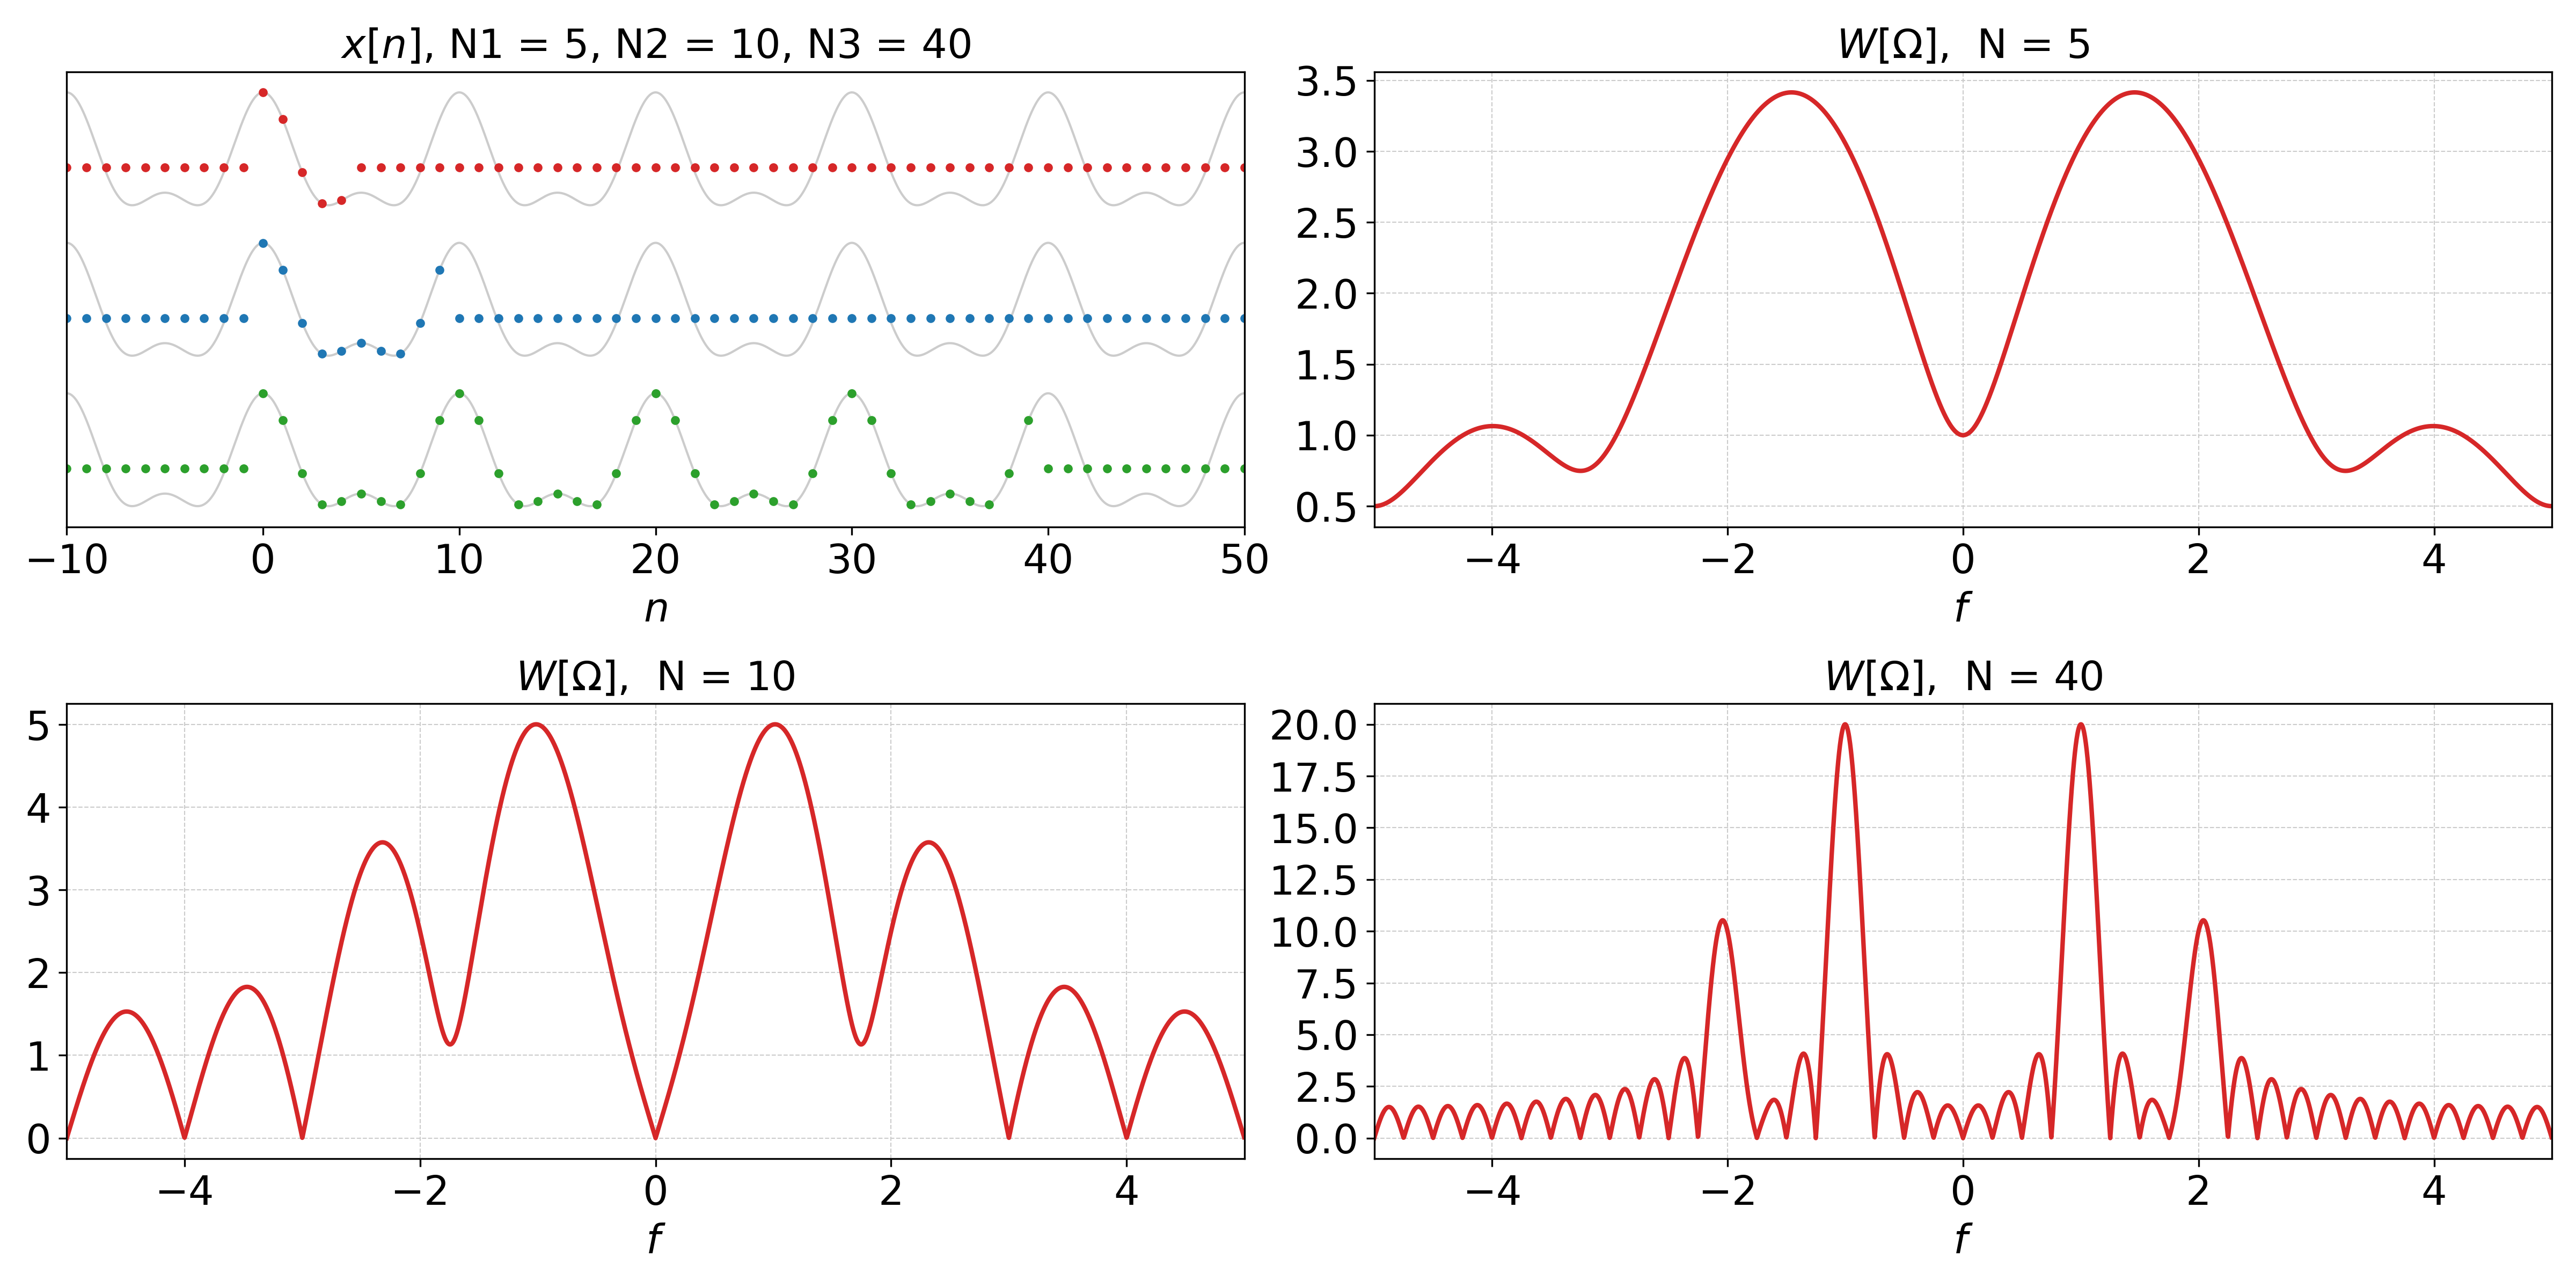 x[n], N1 = 5, N2 = 10, N3 = 40
−10 0 10 20 30 40 50
n
W[Ω], N = 5
3.5
3.0
2.5
2.0
1.5
1.0
0.5
−4 −2 0 2 4
f
W[Ω], N = 10
5
4
3
2
1
0
−4 −2 0 2 4
f
W[Ω], N = 40
20.0
17.5
15.0
12.5
10.0
7.5
5.0
2.5
0.0
−4 −2 0 2 4
f